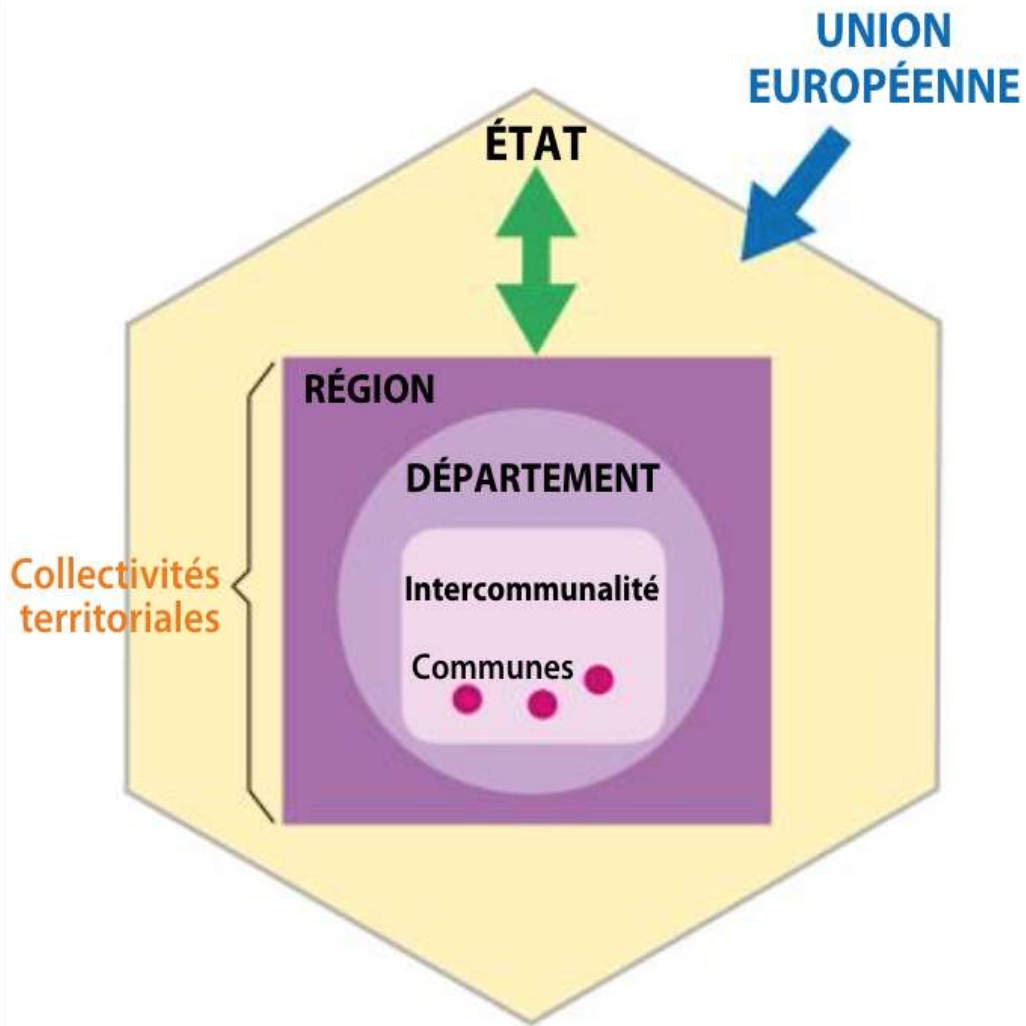 UNION
EUROPÉENNE
ÉTAT
RÉGION
DÉPARTEMENT
Intercommunalité
Communes
Collectivités
territoriales